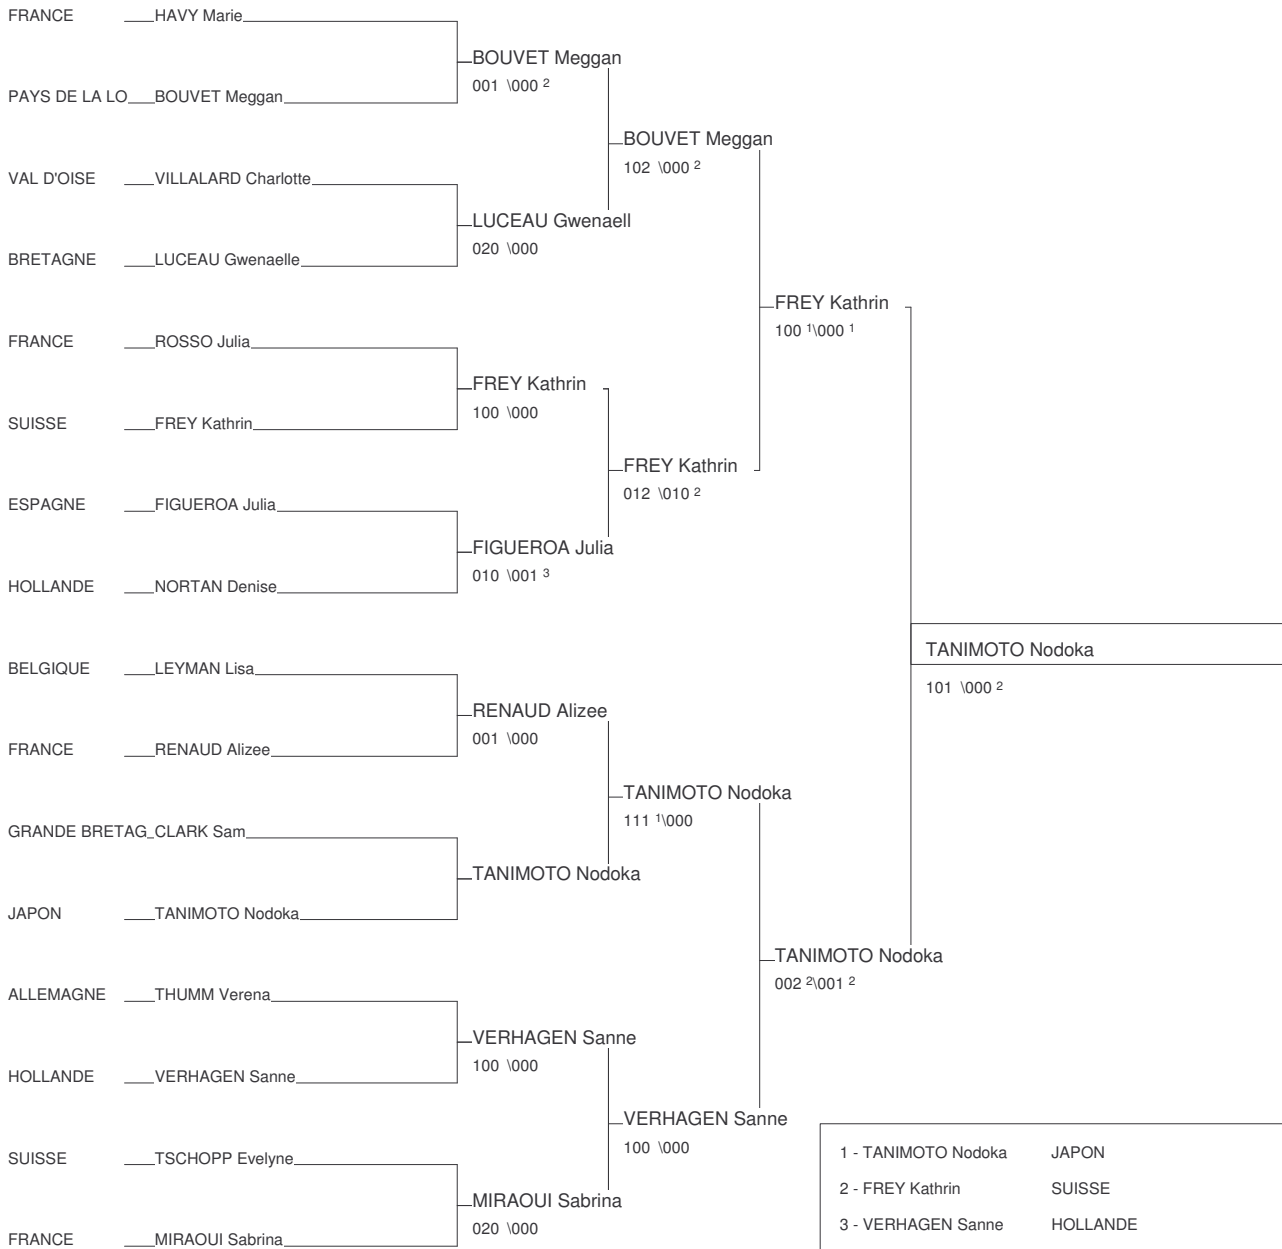 FRANCE HAVY Marie
BOUVET Meggan
001 \000 2
PAYS DE LA LO BOUVET Meggan
BOUVET Meggan
102 \000 2
VAL D'OISE VILLALARD Charlotte
LUCEAU Gwenaell
020 \000
BRETAGNE LUCEAU Gwenaelle
FREY Kathrin
100 1\000 1
FRANCE ROSSO Julia
FREY Kathrin
100 \000
SUISSE FREY Kathrin
FREY Kathrin
012 \010 2
ESPAGNE FIGUEROA Julia
FIGUEROA Julia
010 \001 3
HOLLANDE NORTAN Denise
TANIMOTO Nodoka
101 \000 2
BELGIQUE LEYMAN Lisa
RENAUD Alizee
001 \000
FRANCE RENAUD Alizee
TANIMOTO Nodoka
111 1\000
GRANDE BRETAG CLARK Sam
TANIMOTO Nodoka
JAPON TANIMOTO Nodoka
TANIMOTO Nodoka
002 2\001 2
ALLEMAGNE THUMM Verena
VERHAGEN Sanne
100 \000
HOLLANDE VERHAGEN Sanne
VERHAGEN Sanne
100 \000
SUISSE TSCHOPP Evelyne
MIRAOUI Sabrina
020 \000
FRANCE MIRAOUI Sabrina
1 - TANIMOTO Nodoka JAPON
2 - FREY Kathrin SUISSE
3 - VERHAGEN Sanne HOLLANDE